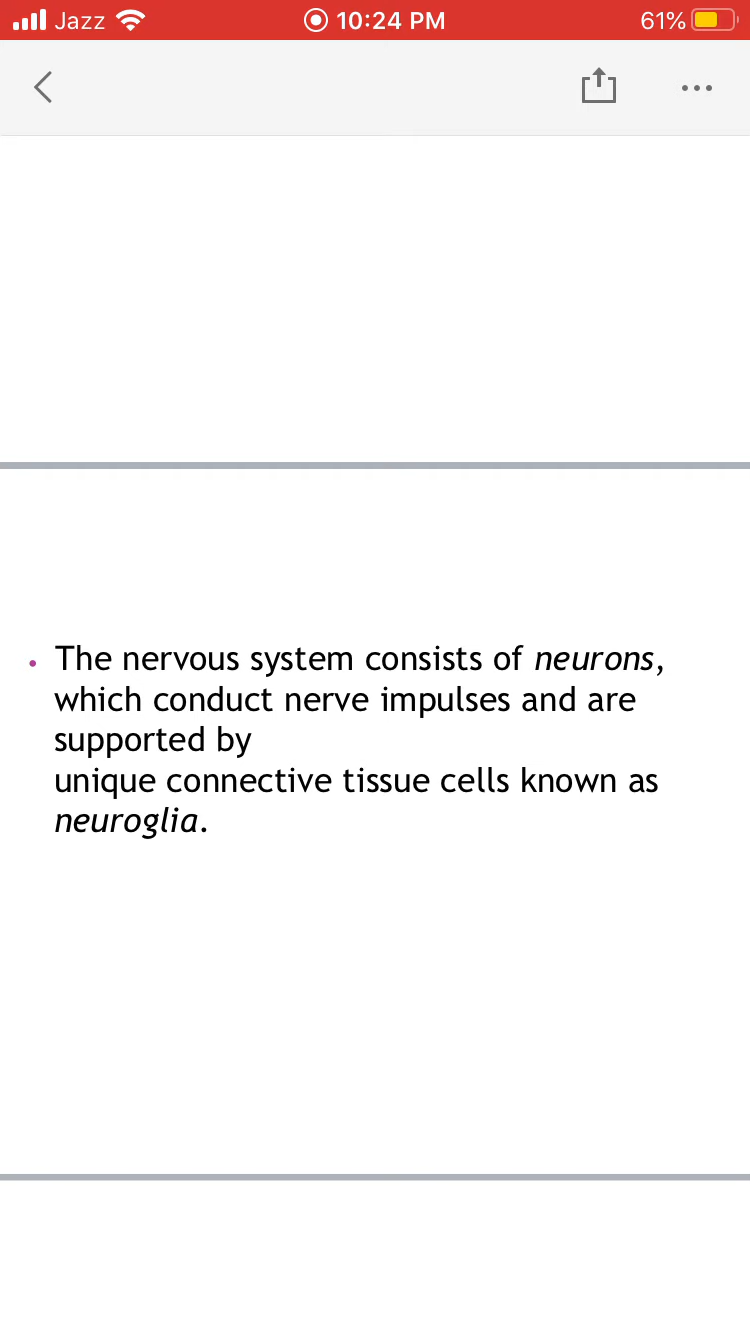 Jazz 10:24 PM 61%
• The nervous system consists of neurons,
which conduct nerve impulses and are
supported by
unique connective tissue cells known as
neuroglia.